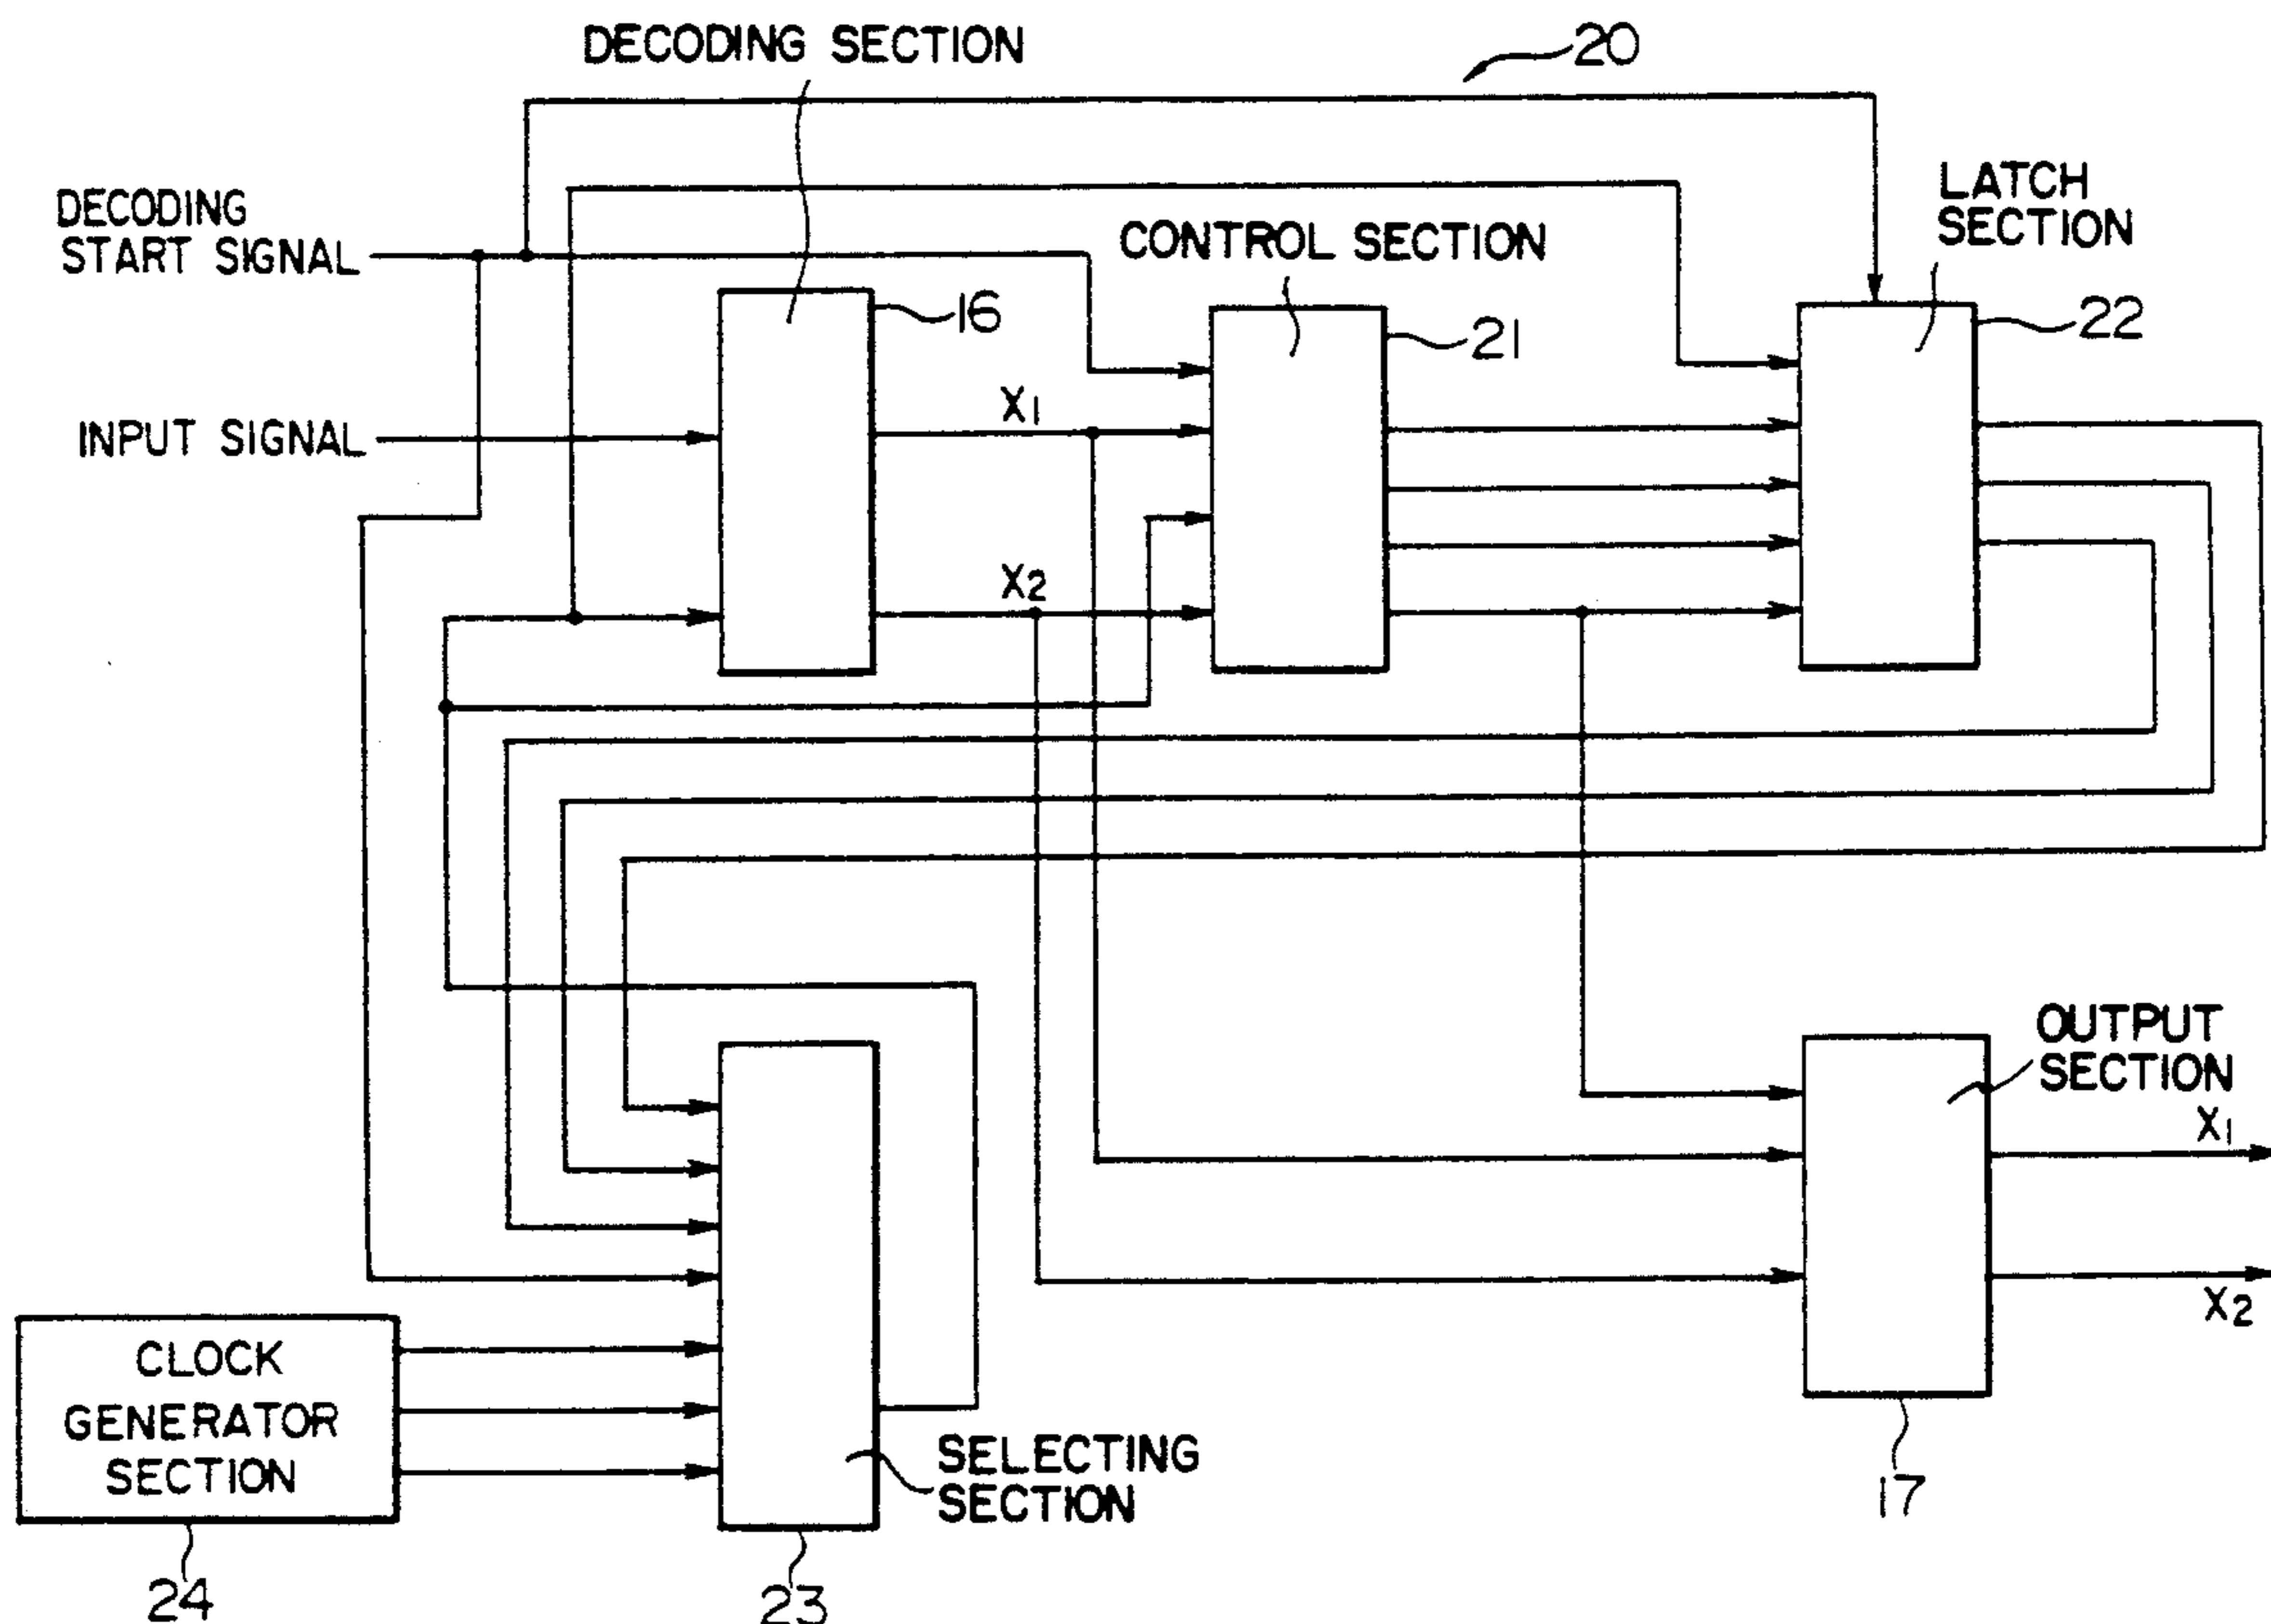 DECODING SECTION
20
DECODING
START SIGNAL
CONTROL SECTION
LATCH
SECTION
16
21
22
INPUT SIGNAL
X1
X2
OUTPUT
SECTION
X1
X2
CLOCK
GENERATOR
SECTION
SELECTING
SECTION
17
24
23